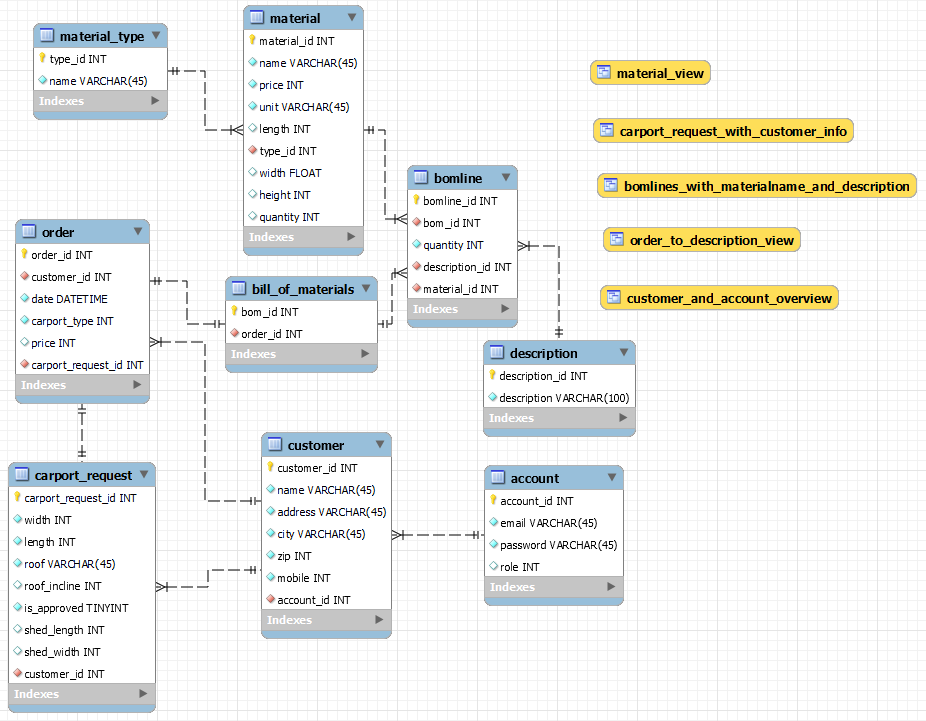 material_type
type_id INT
name VARCHAR(45)
Indexes
material
material_id INT
name VARCHAR(45)
price INT
unit VARCHAR(45)
length INT
type_id INT
width FLOAT
height INT
quantity INT
Indexes
bomline
bomline_id INT
bom_id INT
quantity INT
description_id INT
material_id INT
Indexes
order
order_id INT
customer_id INT
date DATETIME
carport_type INT
price INT
carport_request_id INT
Indexes
bill_of_materials
bom_id INT
order_id INT
Indexes
description
description_id INT
description VARCHAR(100)
Indexes
carport_request
carport_request_id INT
width INT
length INT
roof VARCHAR(45)
roof_incline INT
is_approved TINYINT
shed_length INT
shed_width INT
customer_id INT
Indexes
customer
customer_id INT
name VARCHAR(45)
address VARCHAR(45)
city VARCHAR(45)
zip INT
mobile INT
account_id INT
Indexes
account
account_id INT
email VARCHAR(45)
password VARCHAR(45)
role INT
Indexes
material_view
carport_request_with_customer_info
bomlines_with_materialname_and_description
order_to_description_view
customer_and_account_overview